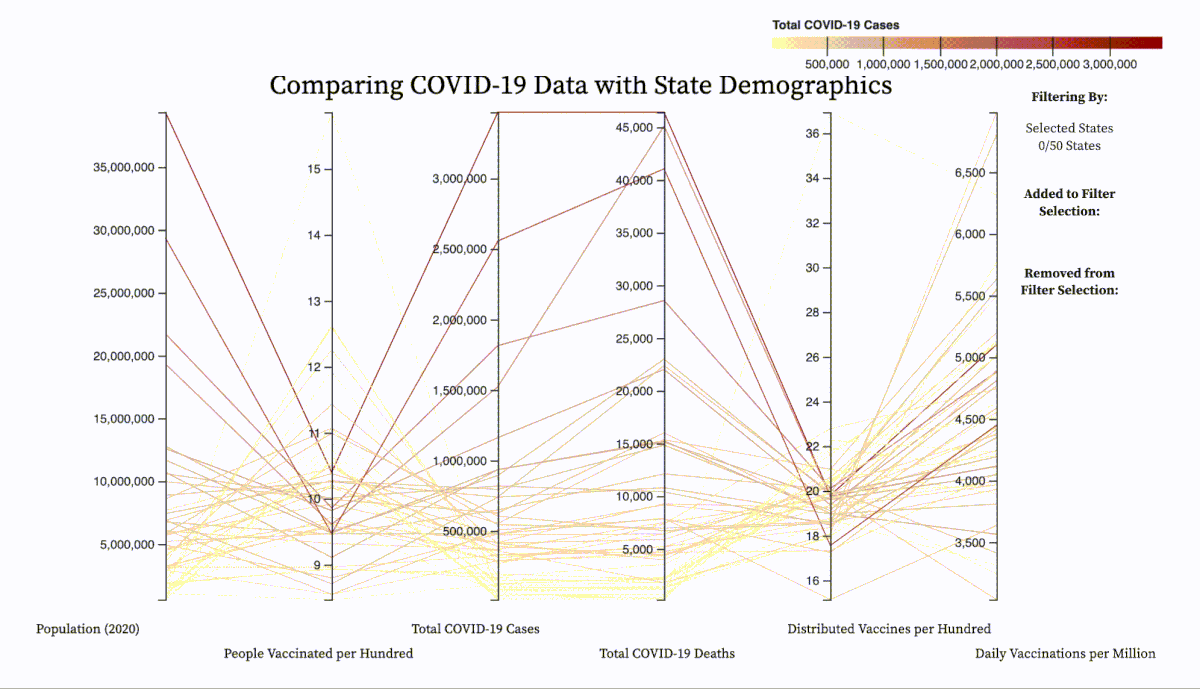 Total COVID-19 Cases
500,000 1,000,000 1,500,000 2,000,000 2,500,000 3,000,000
Comparing COVID-19 Data with State Demographics
Filtering By:
Selected States
0/50 States
Added to Filter
Selection:
Removed from
Filter Selection:
35,000,000
30,000,000
25,000,000
20,000,000
15,000,000
10,000,000
5,000,000
15
14
13
12
11
10
9
3,000,000
2,500,000
2,000,000
1,500,000
1,000,000
500,000
45,000
40,000
35,000
30,000
25,000
20,000
15,000
10,000
5,000
36
34
32
30
28
26
24
22
20
18
16
6,500
6,000
5,500
5,000
4,500
4,000
3,500
Population (2020)
People Vaccinated per Hundred
Total COVID-19 Cases
Total COVID-19 Deaths
Distributed Vaccines per Hundred
Daily Vaccinations per Million